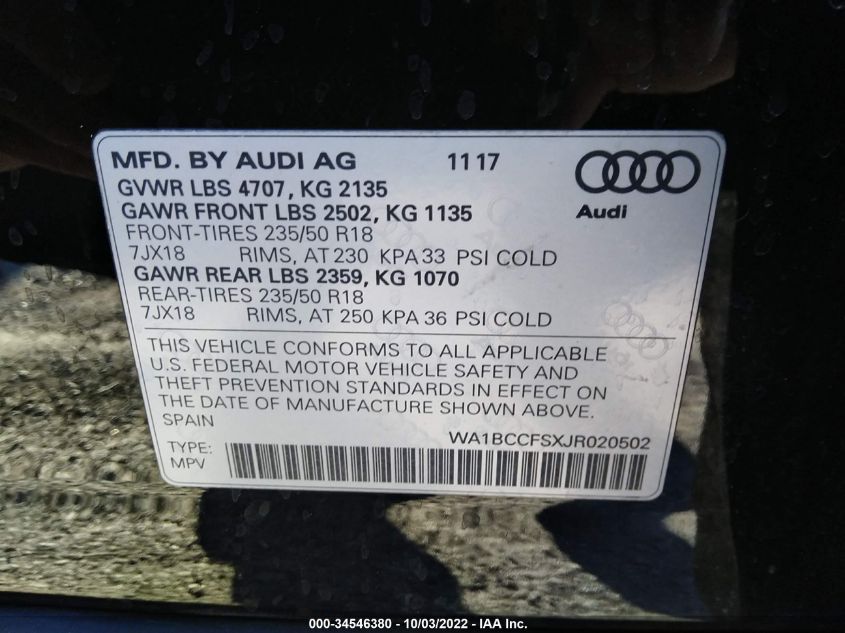 MFD. BY AUDI AG 11 17
GVWR LBS 4707, KG 2135
GAWR FRONT LBS 2502, KG 1135
Audi
FRONT-TIRES 235/50 R18
7JX18 RIMS, AT 230 KPA 33 PSI COLD
GAWR REAR LBS 2359, KG 1070
REAR-TIRES 235/50 R18
7JX18 RIMS, AT 250 KPA 36 PSI COLD
THIS VEHICLE CONFORMS TO ALL APPLICABLE
U.S. FEDERAL MOTOR VEHICLE SAFETY AND
THEFT PREVENTION STANDARDS IN EFFECT ON
THE DATE OF MANUFACTURE SHOWN ABOVE.
SPAIN
WA1BCCFSXJR020502
TYPE:
MPV
000-34546380 - 10/03/2022 - IAA Inc.